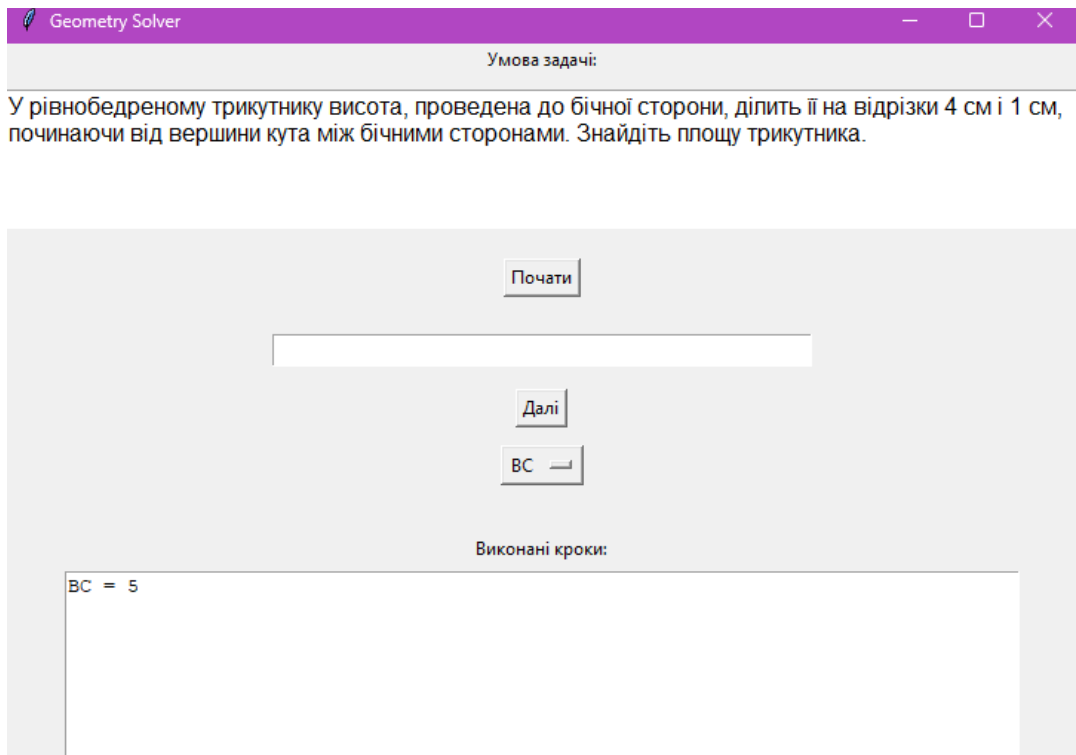 Geometry Solver
Умова задачі:
У рівнобедреному трикутнику висота, проведена до бічної сторони, ділить її на відрізки 4 см і 1 см,
починаючи від вершини кута між бічними сторонами. Знайдіть площу трикутника.
Почати
Далі
BC
Виконані кроки:
BC = 5